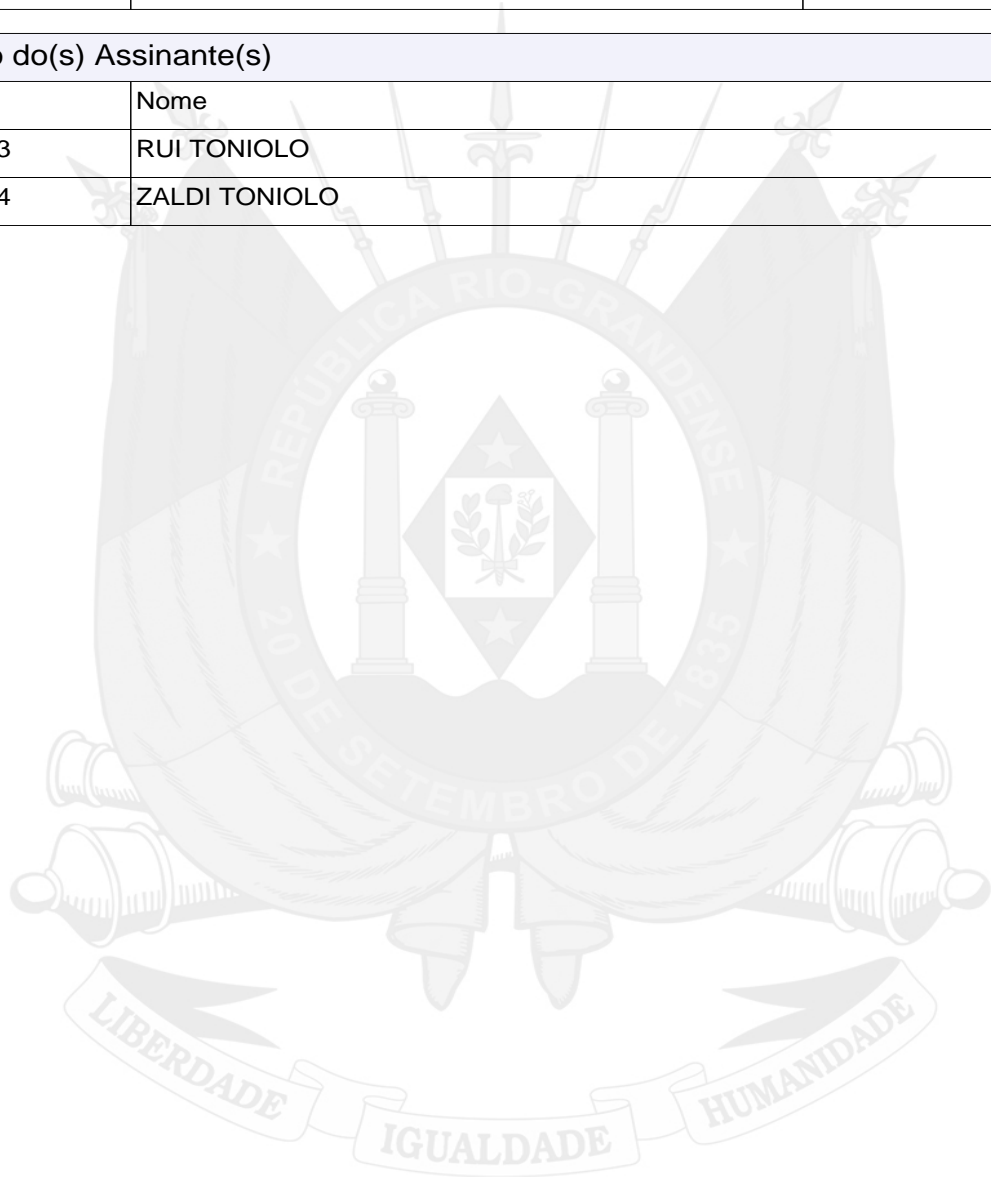 o do(s) Assinante(s)
Nome
3 RUI TONIOLO
4 ZALDI TONIOLO
REPÚBLICA RIO-GRANDENSE
★ 20 DE SETEMBRO DE 1835 ★
LIBERDADE IGUALDADE HUMANIDADE